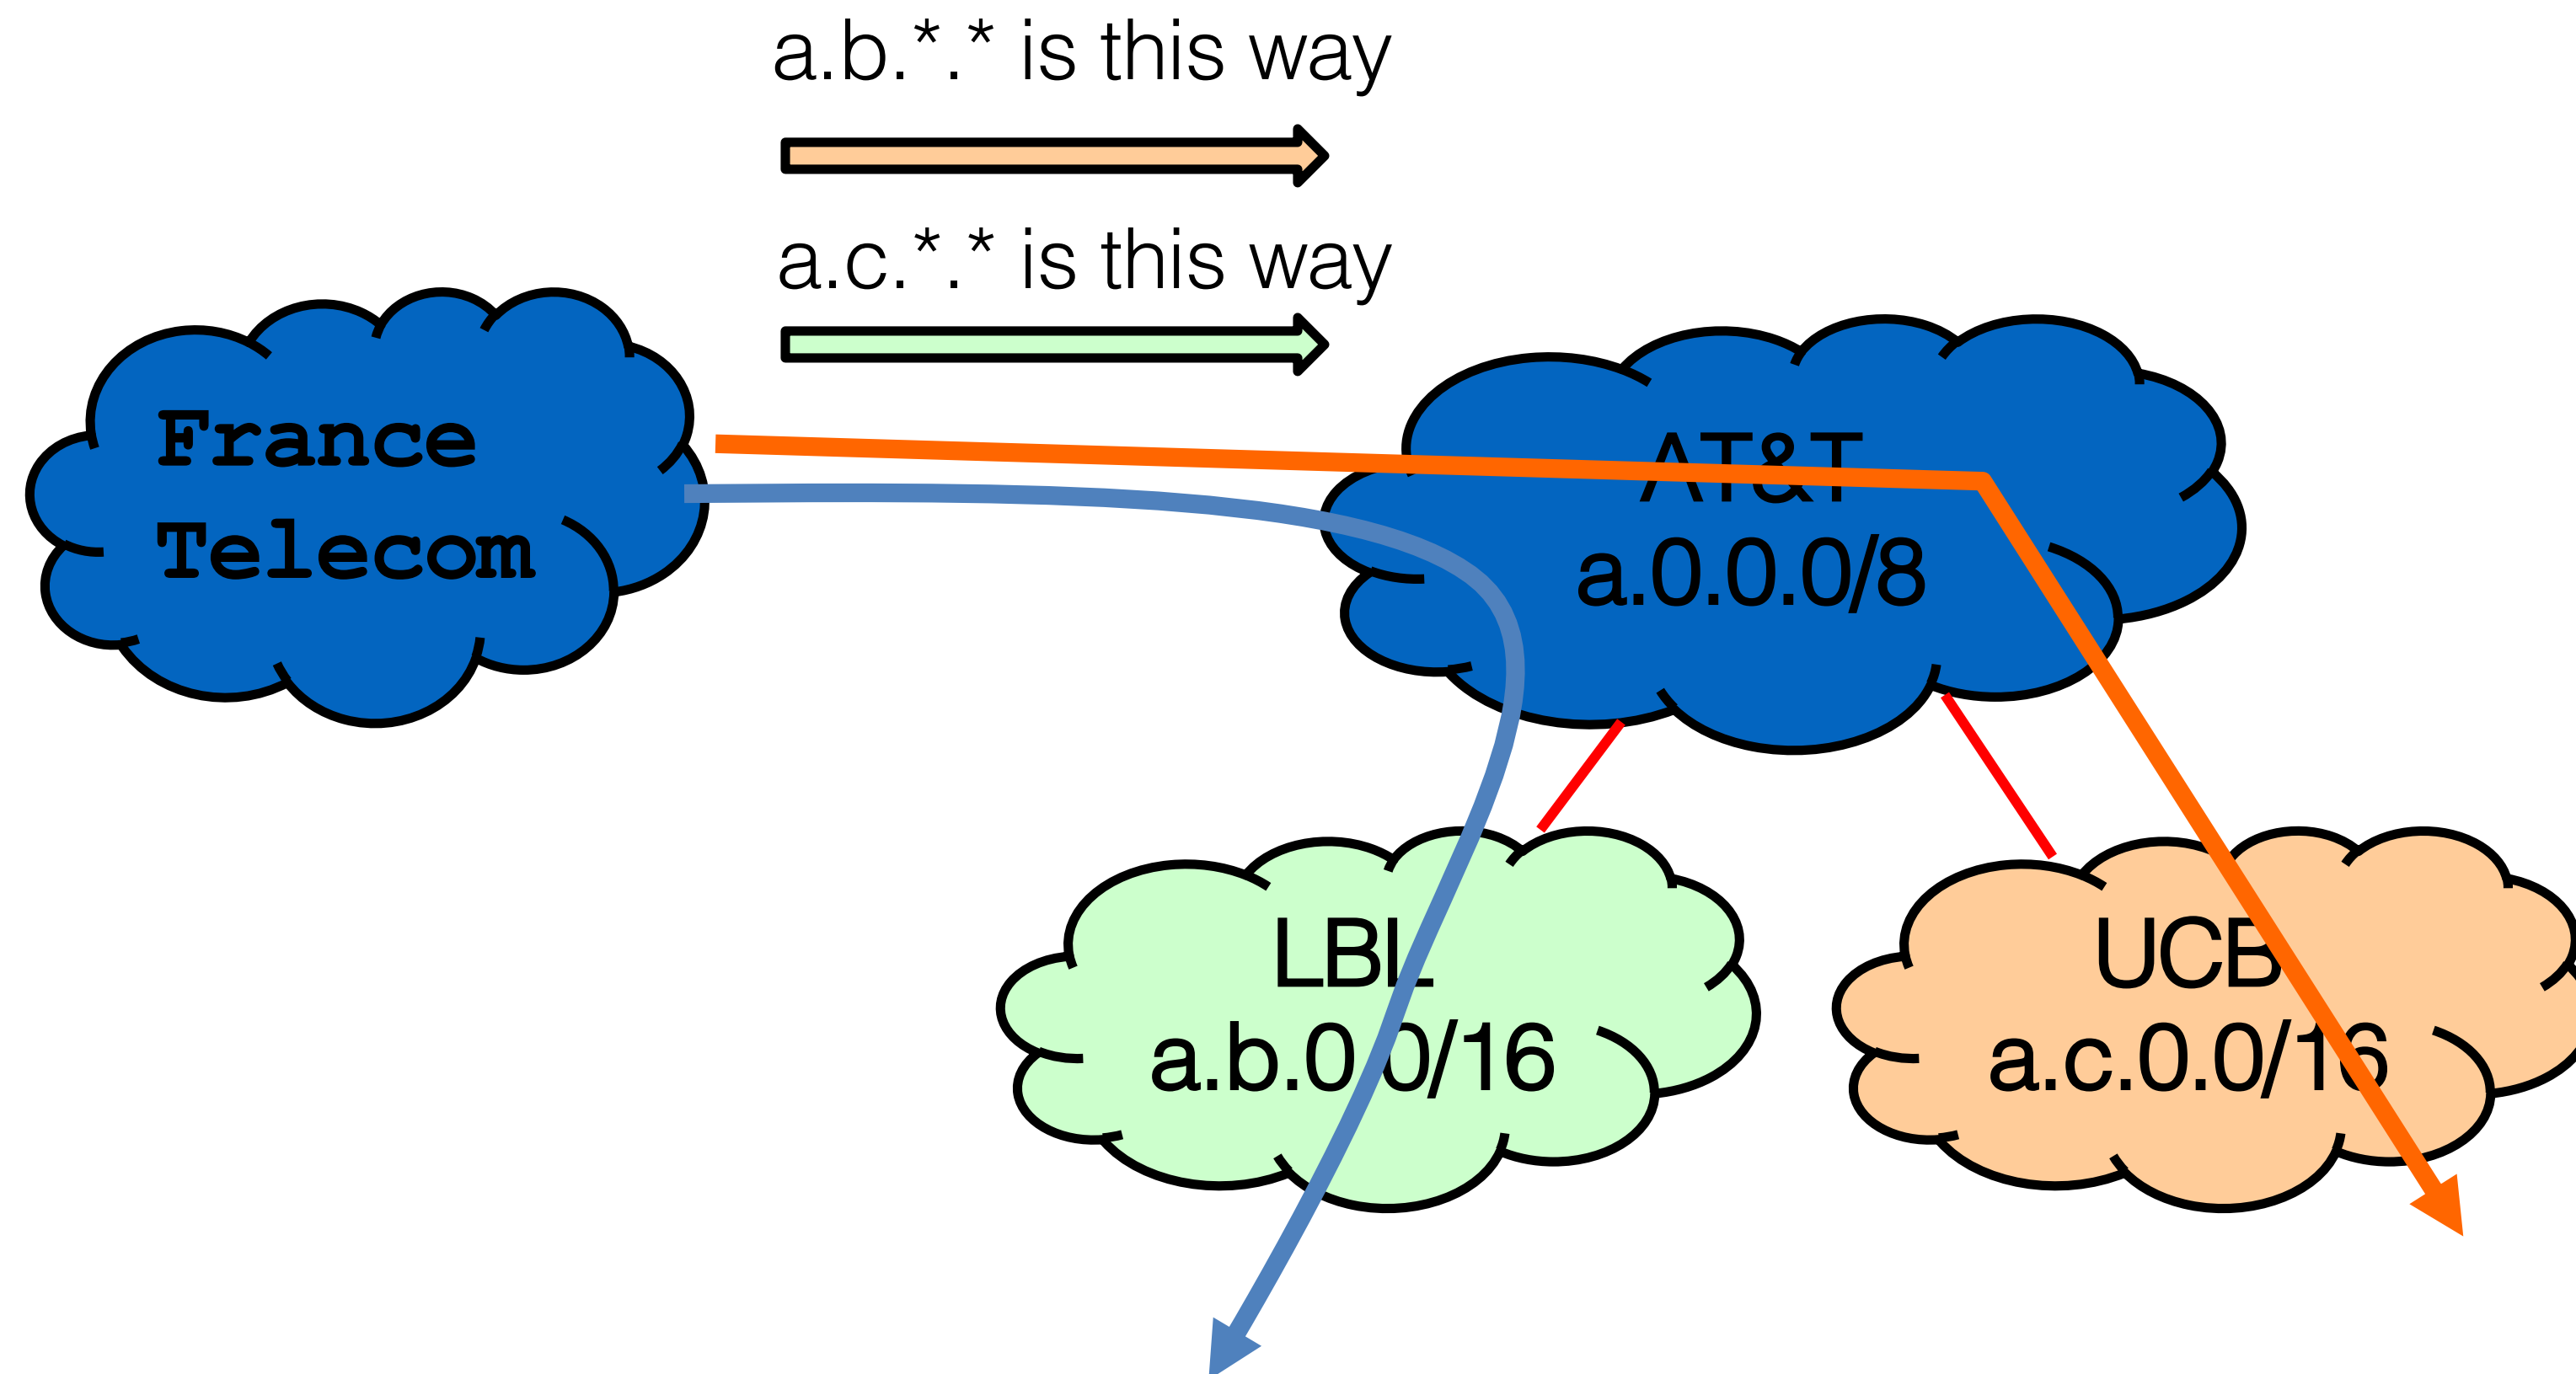 a.b.*.* is this way
a.c.*.* is this way
France
Telecom
AT&T
a.0.0.0/8
LBL
a.b.0.0/16
UCB
a.c.0.0/16